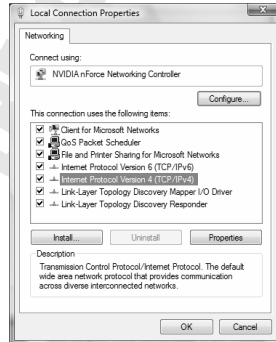 Local Connection Properties
Networking
Connect using:
NVIDIA nForce Networking Controller
Configure...
This connection uses the following items:
Client for Microsoft Networks
QoS Packet Scheduler
File and Printer Sharing for Microsoft Networks
Internet Protocol Version 6 (TCP/IPv6)
Internet Protocol Version 4 (TCP/IPv4)
Link-Layer Topology Discovery Mapper I/O Driver
Link-Layer Topology Discovery Responder
Install... Uninstall Properties
Description
Transmission Control Protocol/Internet Protocol. The default
wide area network protocol that provides communication
across diverse interconnected networks.
OK Cancel